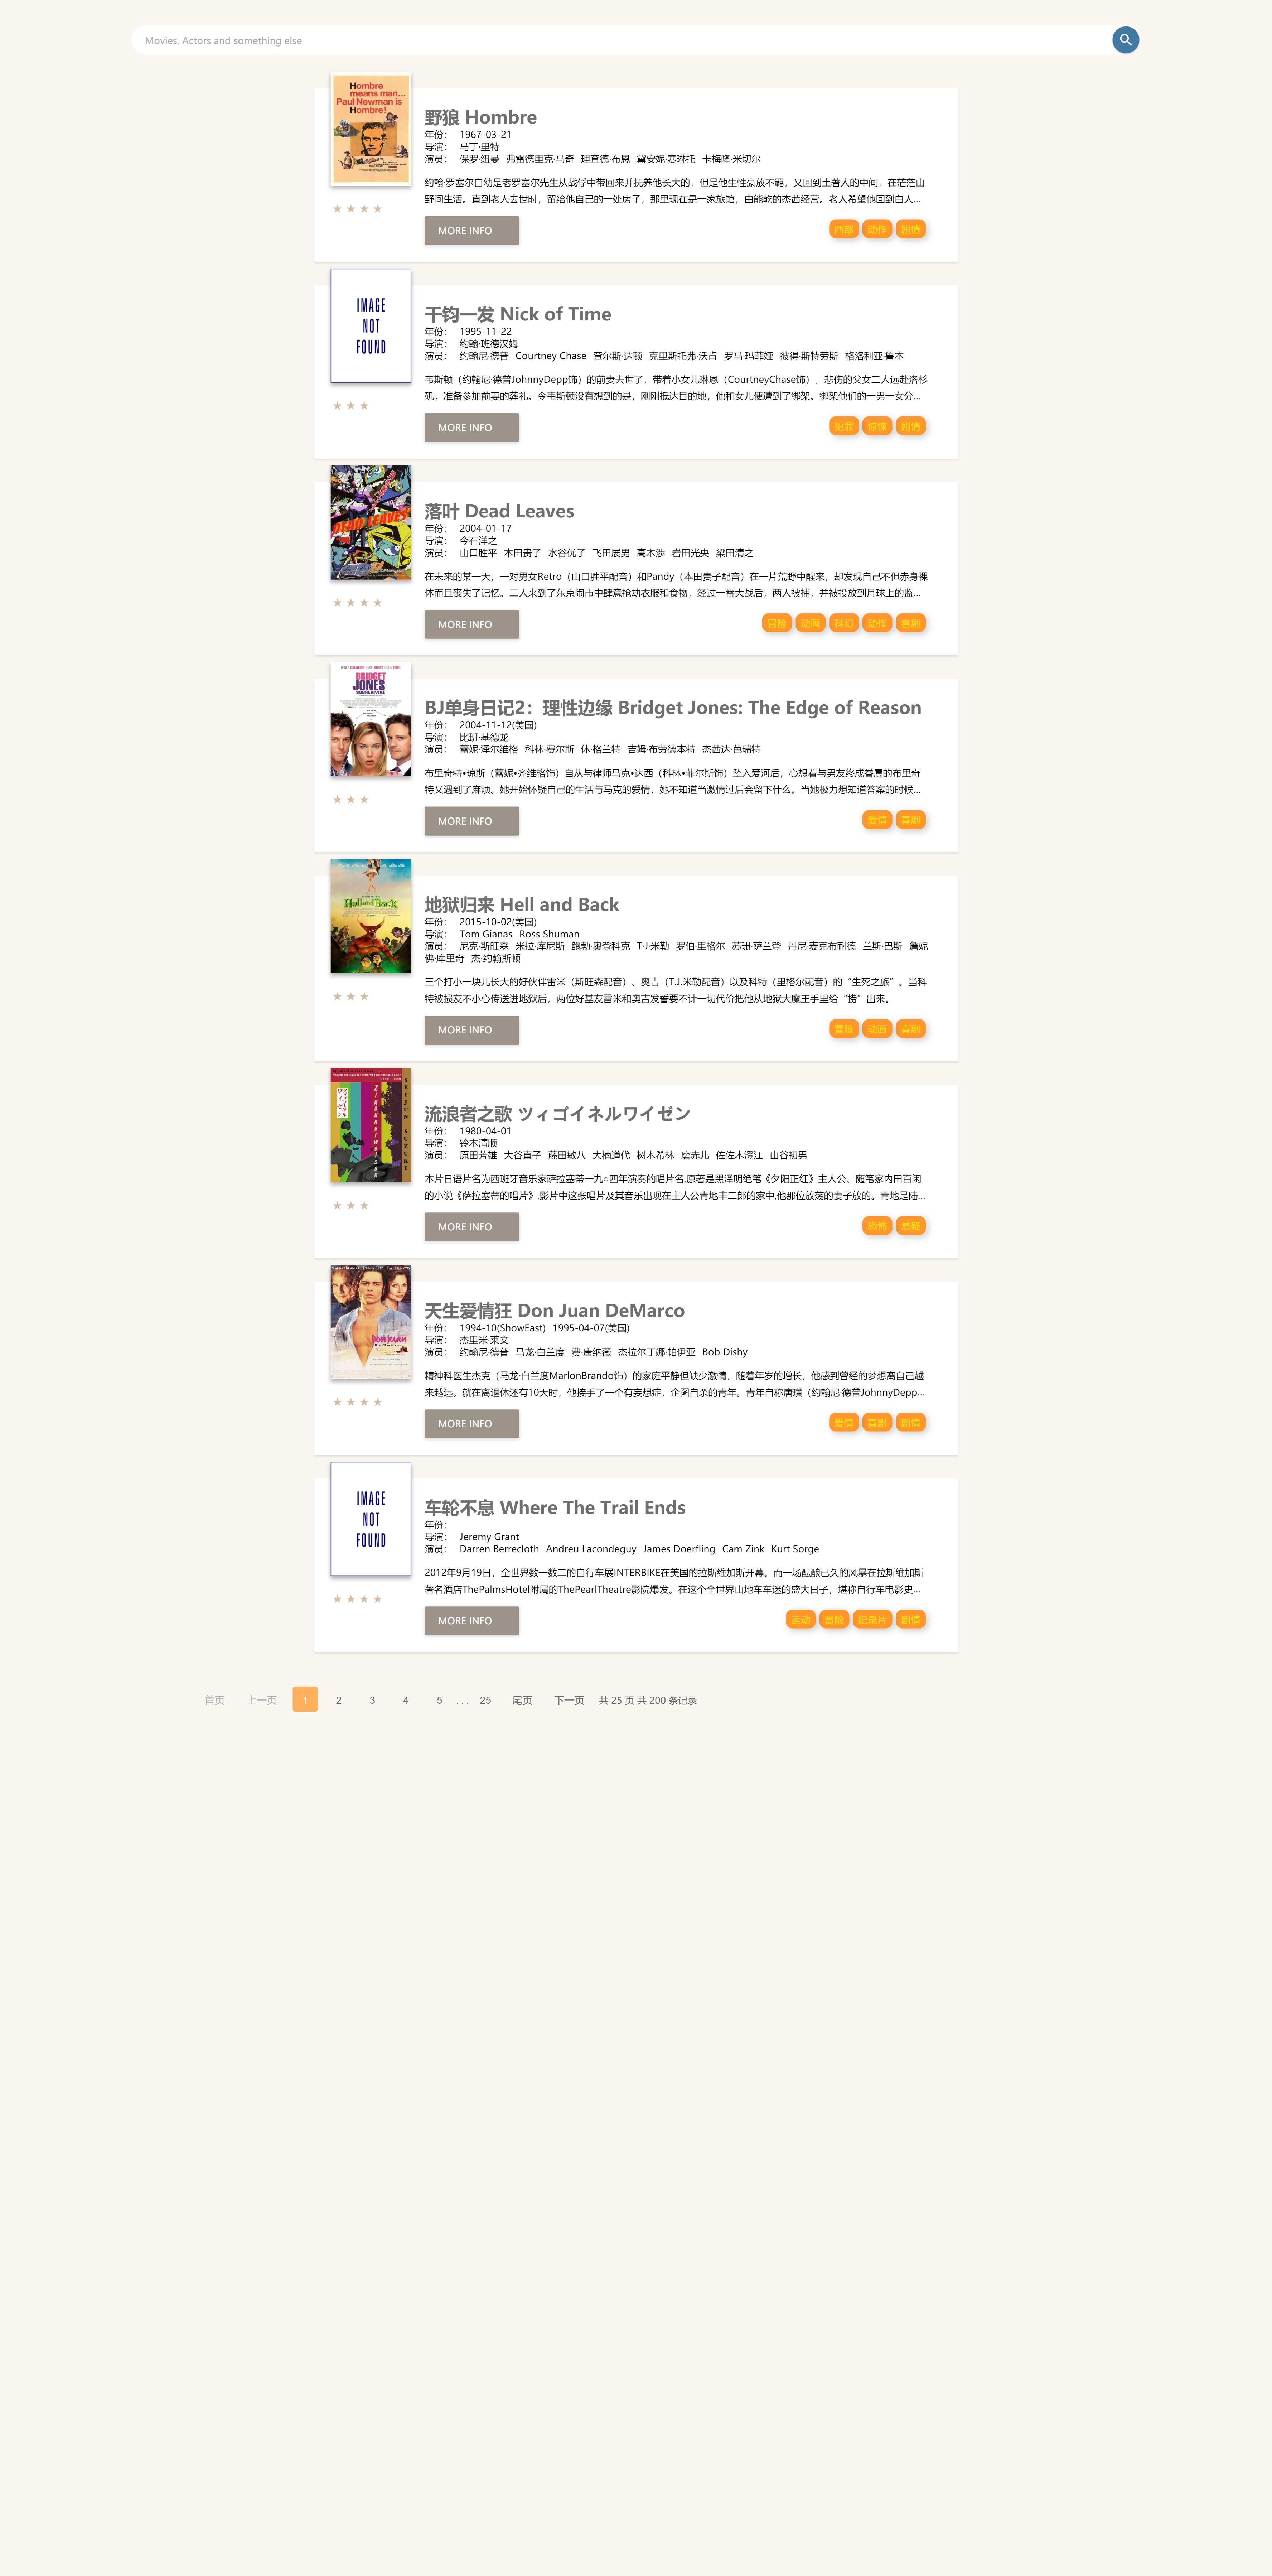 Movies, Actors and something else
Hombre
means man...
Paul Newman is
Hombre!
野狼 Hombre
年份： 1967-03-21
导演： 马丁·里特
演员： 保罗·纽曼 弗雷德里克·马奇 理查德·布恩 黛安妮·赛琳托 卡梅隆·米切尔
约翰·罗塞尔自幼是老罗塞尔先生从战俘中带回来并抚养他长大的，但是他生性豪放不羁，又回到土著人的中间，在茫茫山
野间生活。直到老人去世时，留给他自己的一处房子，那里现在是一家旅馆，由能乾的杰茜经营。老人希望他回到白人...
★ ★ ★ ★
MORE INFO
西部 动作 剧情
IMAGE
NOT
FOUND
千钧一发 Nick of Time
年份： 1995-11-22
导演： 约翰·班德汉姆
演员： 约翰尼·德普 Courtney Chase 查尔斯·达顿 克里斯托弗·沃肯 罗马·玛菲娅 彼得·斯特劳斯 格洛利亚·鲁本
韦斯顿（约翰尼·德普JohnnyDepp饰）的前妻去世了，带着小女儿琳恩（CourtneyChase饰），悲伤的父女二人远赴洛杉
矶，准备参加前妻的葬礼。令韦斯顿没有想到的是，刚刚抵达目的地，他和女儿便遭到了绑架。绑架他们的一男一女分...
★ ★ ★
MORE INFO
犯罪 惊悚 剧情
DEAD LEAVES
落叶 Dead Leaves
年份： 2004-01-17
导演： 今石洋之
演员： 山口胜平 本田贵子 水谷优子 飞田展男 高木渉 岩田光央 梁田清之
在未来的某一天，一对男女Retro（山口胜平配音）和Pandy（本田贵子配音）在一片荒野中醒来，却发现自己不但赤身裸
体而且丧失了记忆。二人来到了东京闹市中肆意抢劫衣服和食物，经过一番大战后，两人被捕，并被投放到月球上的监...
★ ★ ★ ★
MORE INFO
冒险 动画 科幻 动作 喜剧
BRIDGET
JONES
BJ单身日记2：理性边缘 Bridget Jones: The Edge of Reason
年份： 2004-11-12(美国)
导演： 比班·基德龙
演员： 蕾妮·泽尔维格 科林·费尔斯 休·格兰特 吉姆·布劳德本特 杰茜达·芭瑞特
布里奇特•琼斯（蕾妮•齐维格饰）自从与律师马克•达西（科林•菲尔斯饰）坠入爱河后，心想着与男友终成眷属的布里奇
特又遇到了麻烦。她开始怀疑自己的生活与马克的爱情，她不知道当激情过后会留下什么。当她极力想知道答案的时候...
★ ★ ★
MORE INFO
爱情 喜剧
Hell and Back
地狱归来 Hell and Back
年份： 2015-10-02(美国)
导演： Tom Gianas Ross Shuman
演员： 尼克·斯旺森 米拉·库尼斯 鲍勃·奥登科克 T·J·米勒 罗伯·里格尔 苏珊·萨兰登 丹尼·麦克布耐德 兰斯·巴斯 詹妮
佛·库里奇 杰·约翰斯顿
三个打小一块儿长大的好伙伴雷米（斯旺森配音）、奥吉（T.J.米勒配音）以及科特（里格尔配音）的“生死之旅”。当科
特被损友不小心传送进地狱后，两位好基友雷米和奥吉发誓要不计一切代价把他从地狱大魔王手里给“捞”出来。
★ ★ ★
MORE INFO
冒险 动画 喜剧
Zigeunerweisen
SEIJUN SUZUKI
流浪者之歌 ツィゴイネルワイゼン
年份： 1980-04-01
导演： 铃木清顺
演员： 原田芳雄 大谷直子 藤田敏八 大楠道代 树木希林 磨赤儿 佐佐木澄江 山谷初男
本片日语片名为西班牙音乐家萨拉塞蒂一九○四年演奏的唱片名,原著是黑泽明绝笔《夕阳正红》主人公、随笔家内田百闲
的小说《萨拉塞蒂的唱片》,影片中这张唱片及其音乐出现在主人公青地丰二郎的家中,他那位放荡的妻子放的。青地是陆...
★ ★ ★
MORE INFO
恐怖 悬疑
Don Juan
DeMarco
天生爱情狂 Don Juan DeMarco
年份： 1994-10(ShowEast) 1995-04-07(美国)
导演： 杰里米·莱文
演员： 约翰尼·德普 马龙·白兰度 费·唐纳薇 杰拉尔丁娜·帕伊亚 Bob Dishy
精神科医生杰克（马龙·白兰度MarlonBrando饰）的家庭平静但缺少激情，随着年岁的增长，他感到曾经的梦想离自己越
来越远。就在离退休还有10天时，他接手了一个有妄想症，企图自杀的青年。青年自称唐璜（约翰尼·德普JohnnyDepp...
★ ★ ★ ★
MORE INFO
爱情 喜剧 剧情
IMAGE
NOT
FOUND
车轮不息 Where The Trail Ends
年份：
导演： Jeremy Grant
演员： Darren Berrecloth Andreu Lacondeguy James Doerfling Cam Zink Kurt Sorge
2012年9月19日，全世界数一数二的自行车展INTERBIKE在美国的拉斯维加斯开幕。而一场酝酿已久的风暴在拉斯维加斯
著名酒店ThePalmsHotel附属的ThePearlTheatre影院爆发。在这个全世界山地车车迷的盛大日子，堪称自行车电影史...
★ ★ ★ ★
MORE INFO
运动 冒险 纪录片 剧情
首页 上一页 1 2 3 4 5 ... 25 尾页 下一页 共 25 页 共 200 条记录